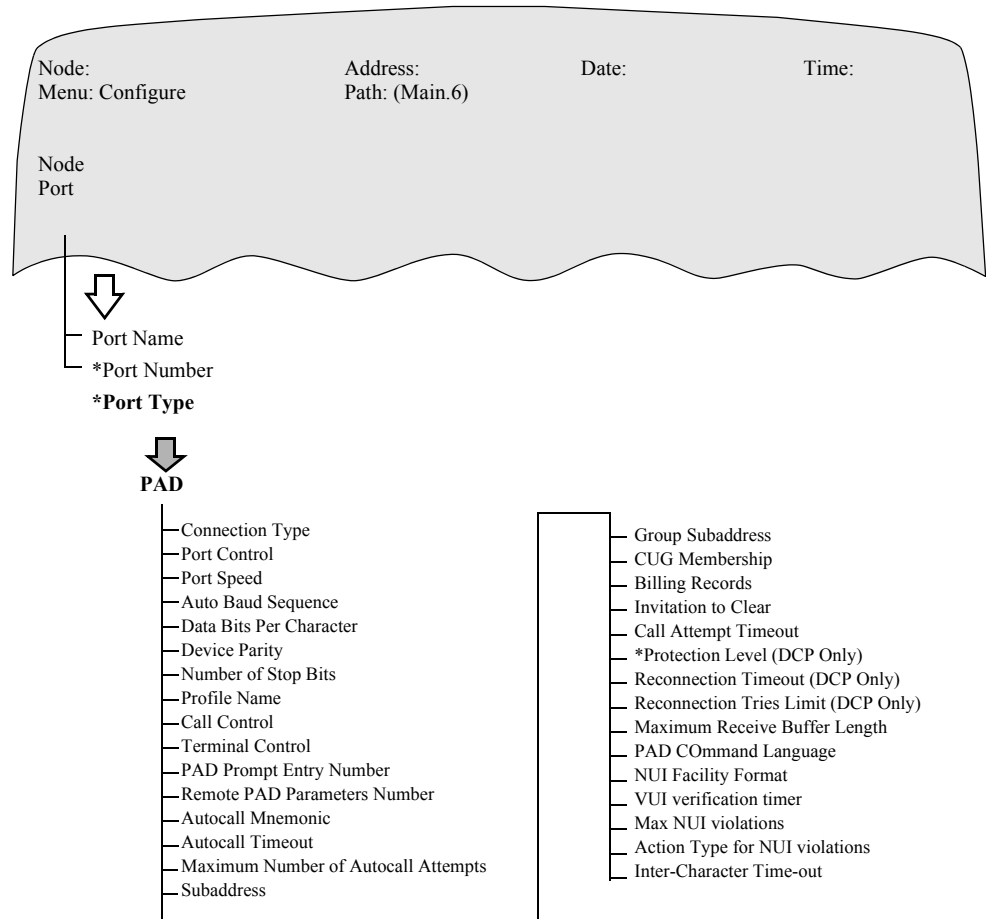 Node: Address: Date: Time:
Menu: Configure Path: (Main.6)
Node
Port
Port Name
*Port Number
*Port Type
PAD
Connection Type
Port Control
Port Speed
Auto Baud Sequence
Data Bits Per Character
Device Parity
Number of Stop Bits
Profile Name
Call Control
Terminal Control
PAD Prompt Entry Number
Remote PAD Parameters Number
Autocall Mnemonic
Autocall Timeout
Maximum Number of Autocall Attempts
Subaddress
Group Subaddress
CUG Membership
Billing Records
Invitation to Clear
Call Attempt Timeout
*Protection Level (DCP Only)
Reconnection Timeout (DCP Only)
Reconnection Tries Limit (DCP Only)
Maximum Receive Buffer Length
PAD COmmand Language
NUI Facility Format
VUI verification timer
Max NUI violations
Action Type for NUI violations
Inter-Character Time-out